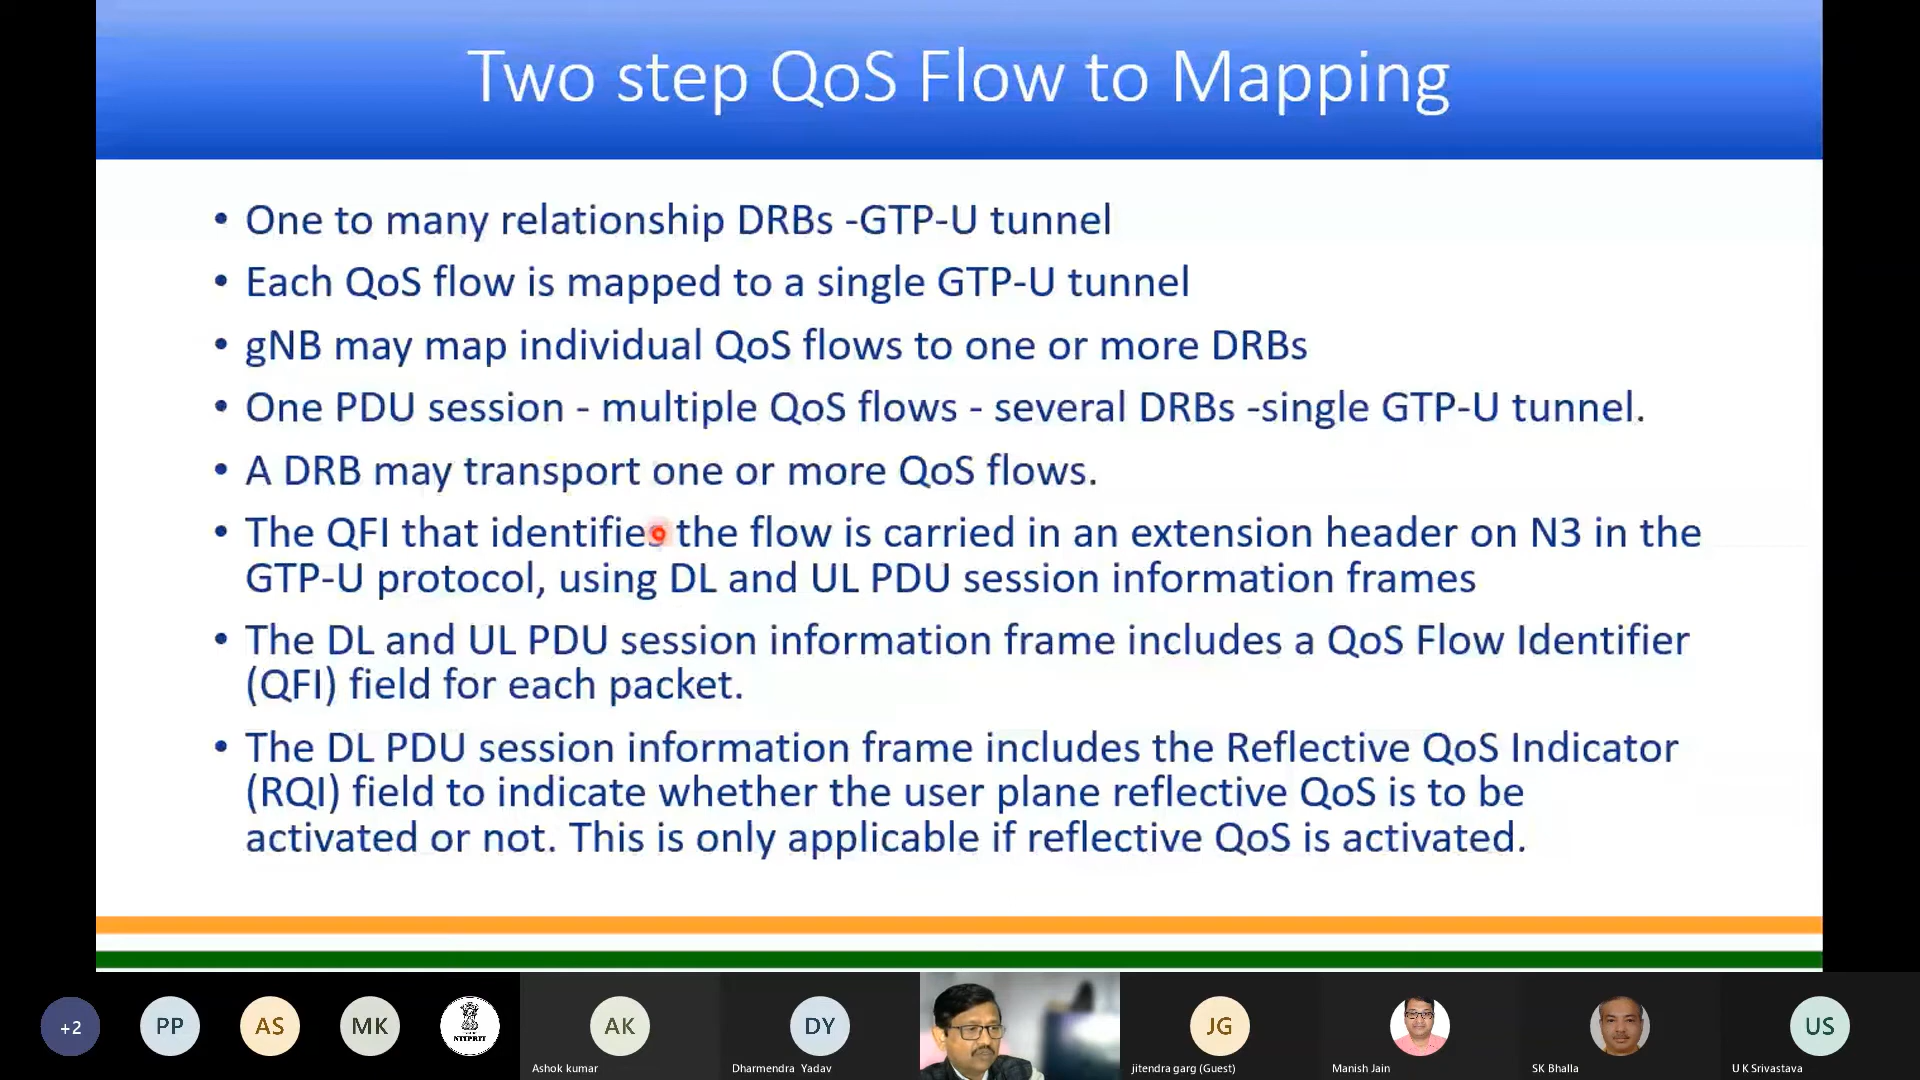 Two step QoS Flow to Mapping
• One to many relationship DRBs -GTP-U tunnel
• Each QoS flow is mapped to a single GTP-U tunnel
• gNB may map individual QoS flows to one or more DRBs
• One PDU session - multiple QoS flows - several DRBs -single GTP-U tunnel.
• A DRB may transport one or more QoS flows.
• The QFI that identifies the flow is carried in an extension header on N3 in the
GTP-U protocol, using DL and UL PDU session information frames
• The DL and UL PDU session information frame includes a QoS Flow Identifier
(QFI) field for each packet.
• The DL PDU session information frame includes the Reflective QoS Indicator
(RQI) field to indicate whether the user plane reflective QoS is to be
activated or not. This is only applicable if reflective QoS is activated.
+2
PP
AS
MK
NTIPRIT
AK
DY
JG
US
Ashok kumar
Dharmendra Yadav
jitendra garg (Guest)
Manish Jain
SK Bhalla
U K Srivastava